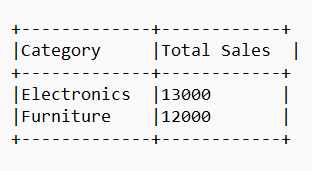 +-------------+------------+
|Category     |Total Sales  |
+-------------+------------+
|Electronics  |13000       |
|Furniture    |12000       |
+-------------+------------+